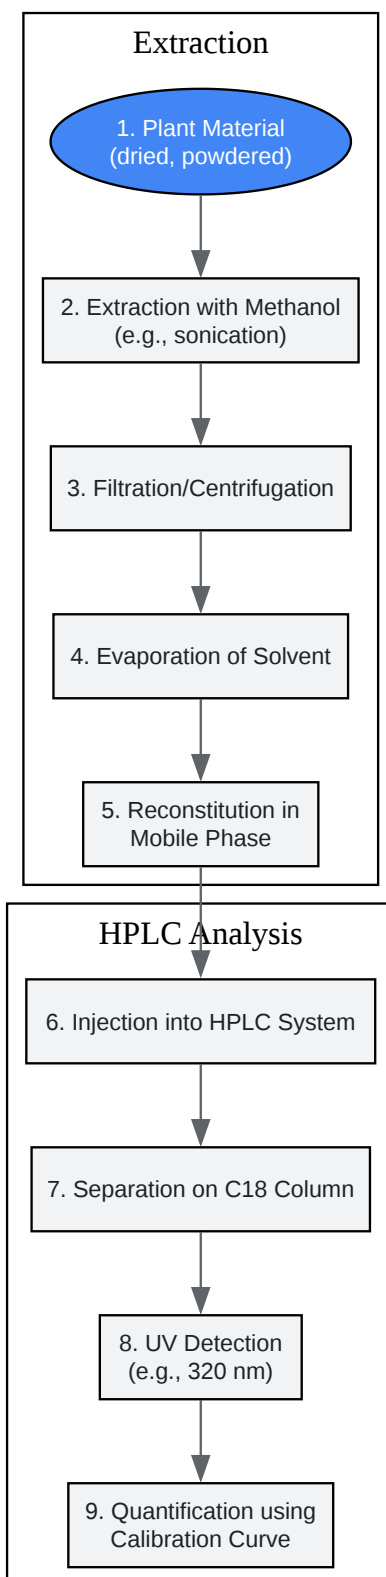 Extraction
1. Plant Material
(dried, powdered)
2. Extraction with Methanol
(e.g., sonication)
3. Filtration/Centrifugation
4. Evaporation of Solvent
5. Reconstitution in
Mobile Phase
HPLC Analysis
6. Injection into HPLC System
7. Separation on C18 Column
8. UV Detection
(e.g., 320 nm)
9. Quantification using
Calibration Curve